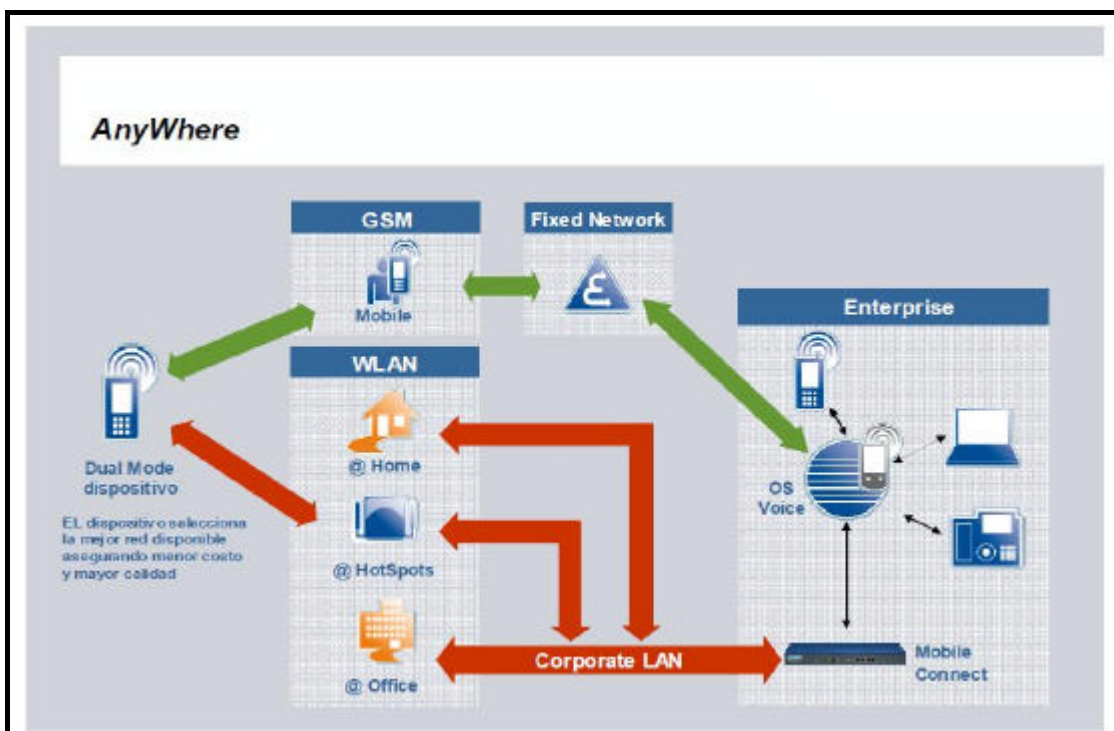 AnyWhere
GSM
Mobile
Fixed Network
WLAN
@ Home
@ HotSpots
@ Office
Dual Mode
dispositivo
EL dispositivo selecciona
la mejor red disponible
asegurando menor costo
y mayor calidad
Corporate LAN
Enterprise
OS
Voice
Mobile
Connect